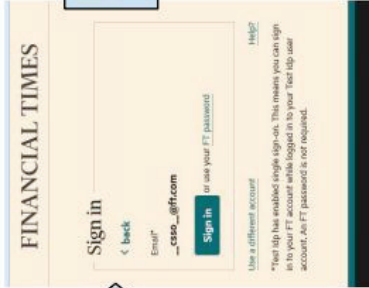 FINANCIAL TIMES
Sign in
< back
Email*
_csso_@ft.com
Sign in or use your FT password
Use a different account Help?
*Test Idp has enabled single sign-on. This means you can sign
in to your FT account while logged in to your Test Idp user
account. An FT password is not required.